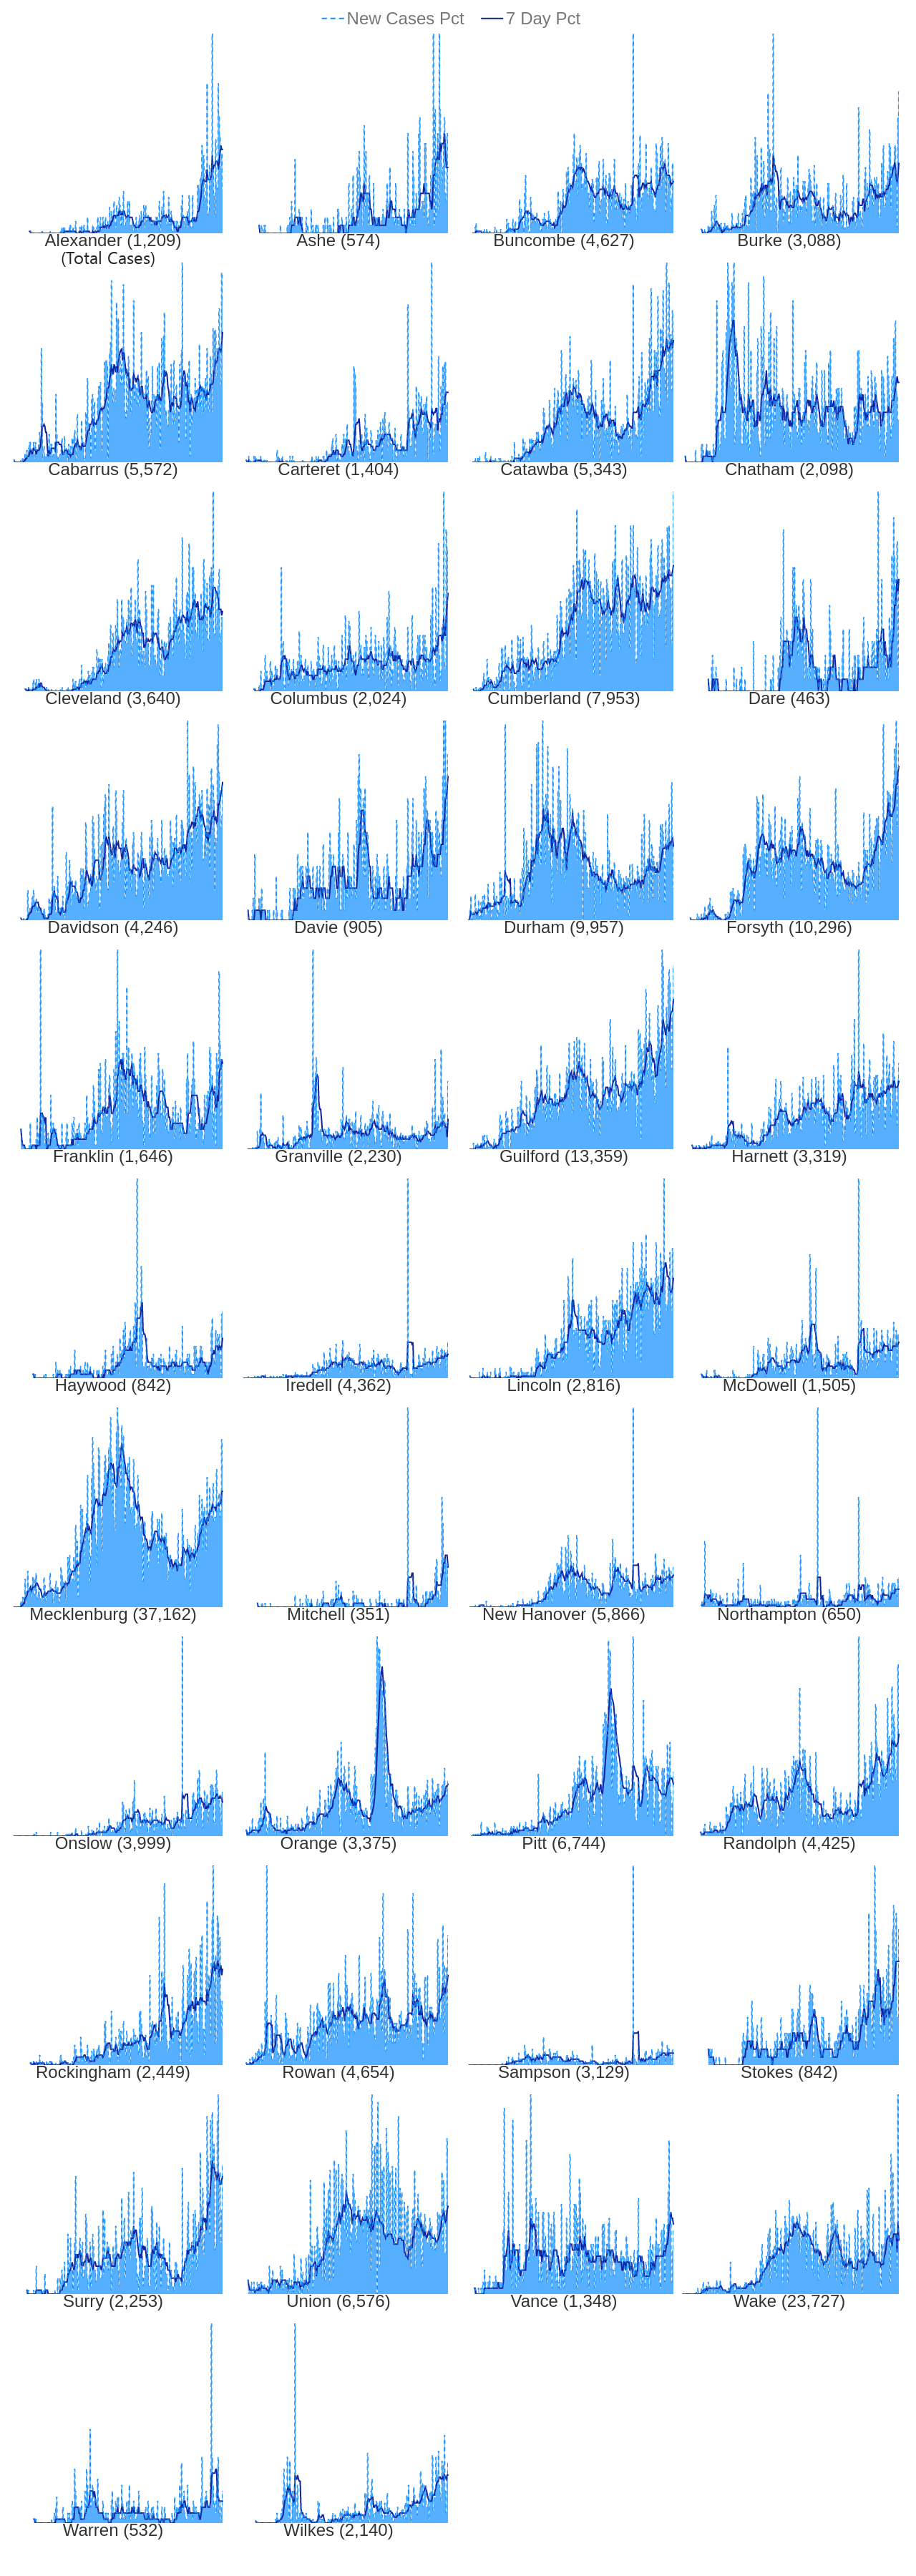 New Cases Pct 7 Day Pct
Alexander (1,209) Ashe (574) Buncombe (4,627) Burke (3,088)
(Total Cases)
Cabarrus (5,572) Carteret (1,404) Catawba (5,343) Chatham (2,098)
Cleveland (3,640) Columbus (2,024) Cumberland (7,953) Dare (463)
Davidson (4,246) Davie (905) Durham (9,957) Forsyth (10,296)
Franklin (1,646) Granville (2,230) Guilford (13,359) Harnett (3,319)
Haywood (842) Iredell (4,362) Lincoln (2,816) McDowell (1,505)
Mecklenburg (37,162) Mitchell (351) New Hanover (5,866) Northampton (650)
Onslow (3,999) Orange (3,375) Pitt (6,744) Randolph (4,425)
Rockingham (2,449) Rowan (4,654) Sampson (3,129) Stokes (842)
Surry (2,253) Union (6,576) Vance (1,348) Wake (23,727)
Warren (532) Wilkes (2,140)